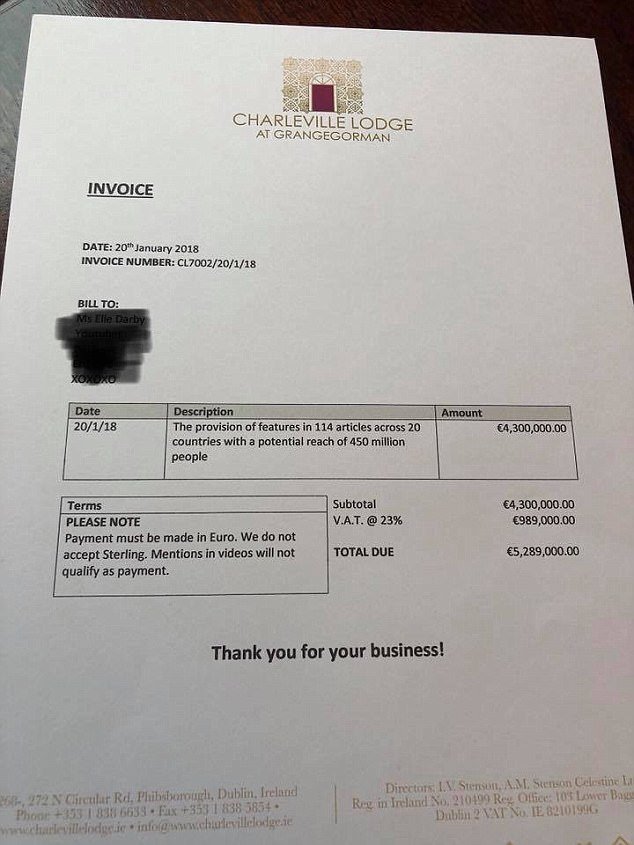 CHARLEVILLE LODGE
AT GRANGEGORMAN
INVOICE
DATE: 20th January 2018
INVOICE NUMBER: CL7002/20/1/18
BILL TO:
Ms Elle Darby
XOXOXO
Date Description Amount
20/1/18 The provision of features in 114 articles across 20 €4,300,000.00
countries with a potential reach of 450 million
people
Terms
PLEASE NOTE
Payment must be made in Euro. We do not
accept Sterling. Mentions in videos will not
qualify as payment.
Subtotal €4,300,000.00
V.A.T. @ 23% €989,000.00
TOTAL DUE €5,289,000.00
Thank you for your business!
268-, 272 N Circular Rd, Phibsborough, Dublin, Ireland
Phone +353 1 838 6633 • Fax +353 1 838 5854 •
www.charlevillelodge.ie • info@www.charlevillelodge.ie
Directors: I.V. Stenson, A.M. Stenson Celestine
Reg. in Ireland No. 210499 Reg. Office: 103 Lower
Dublin 2 VAT No. IE 8210199G